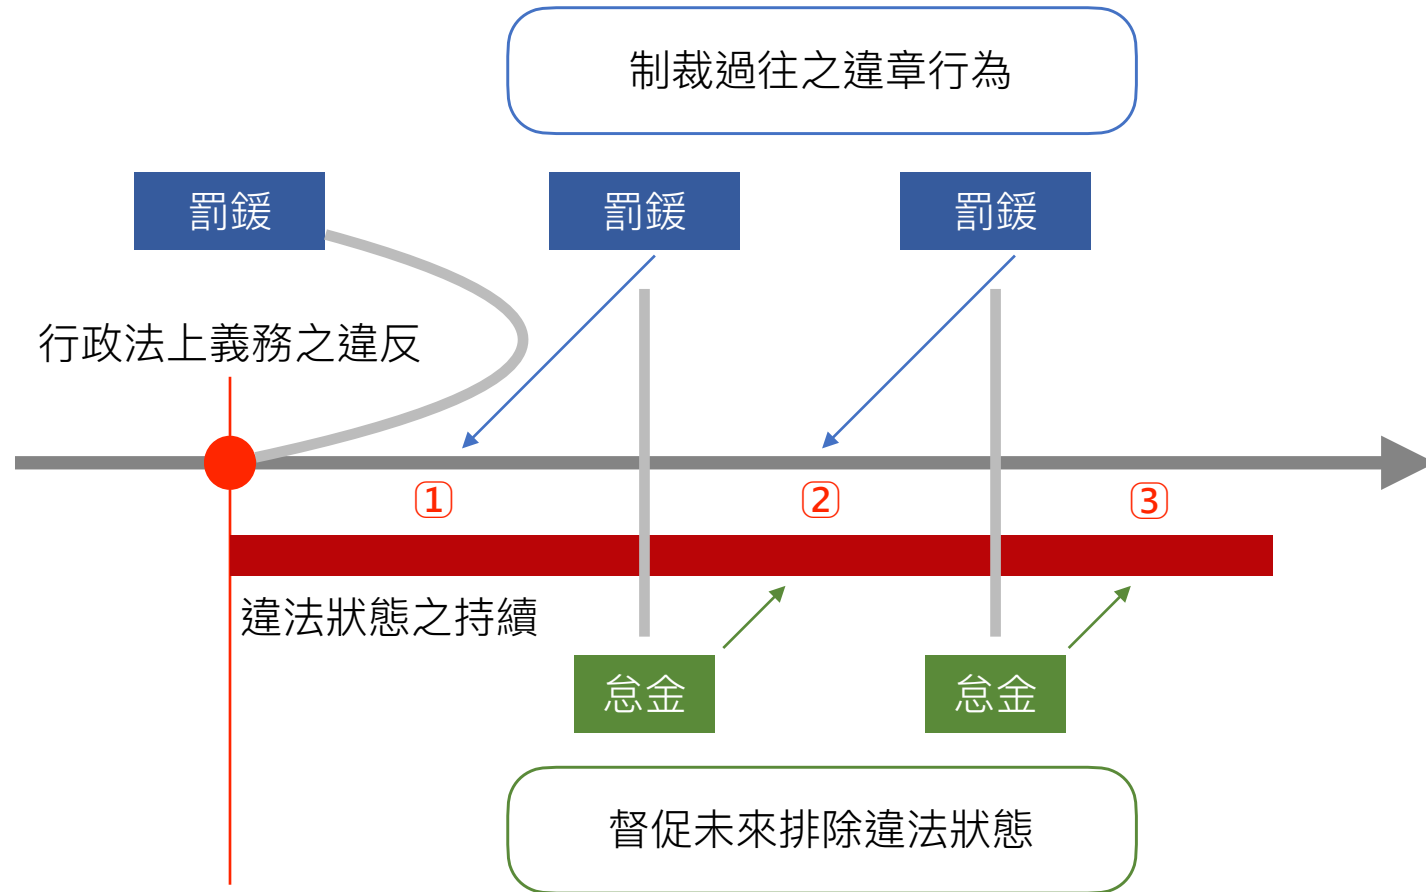 制裁過往之違章行為
罰鍰
罰鍰
罰鍰
行政法上義務之違反
1
2
3
違法狀態之持續
怠金
怠金
督促未來排除違法狀態